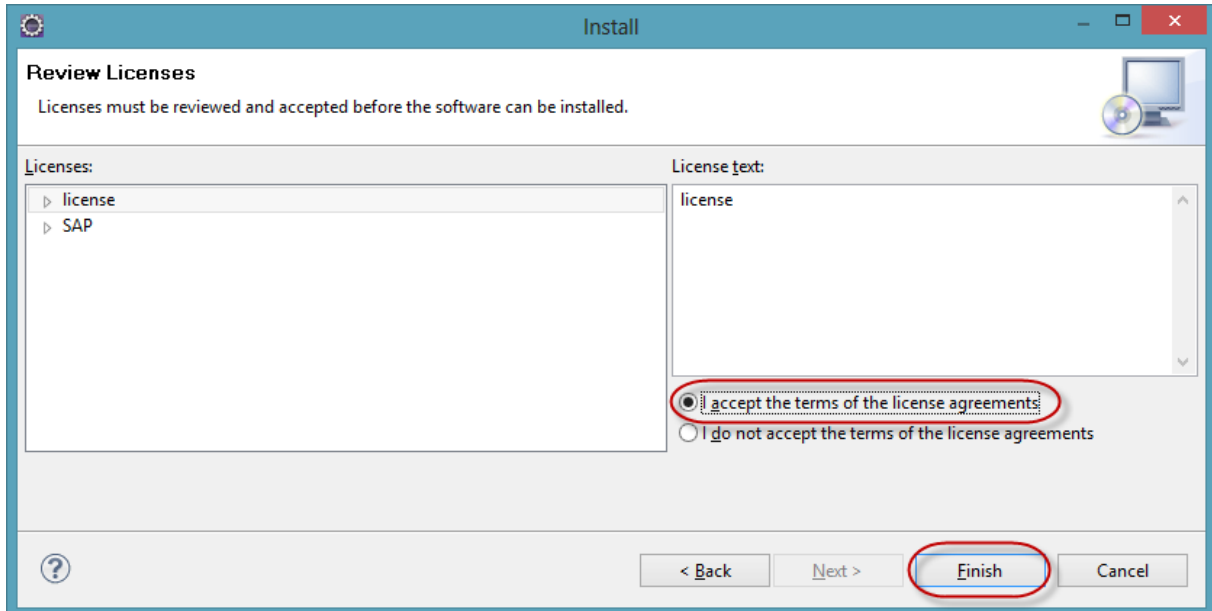 Install
Review Licenses
Licenses must be reviewed and accepted before the software can be installed.
Licenses:
license
SAP
License text:
license
I accept the terms of the license agreements
I do not accept the terms of the license agreements
?
< Back
Next >
Finish
Cancel